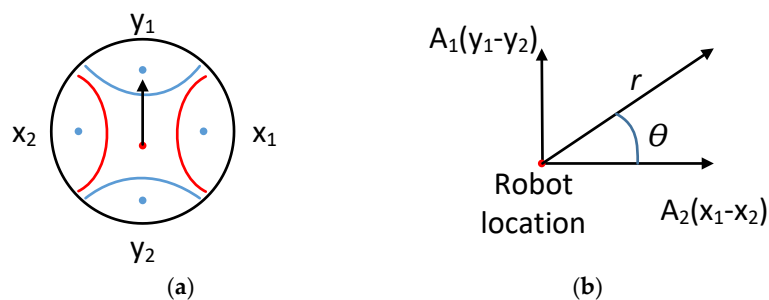 y₁
x₂
x₁
y₂
(a)
A₁(y₁-y₂)
r
θ
Robot
location
A₂(x₁-x₂)
(b)